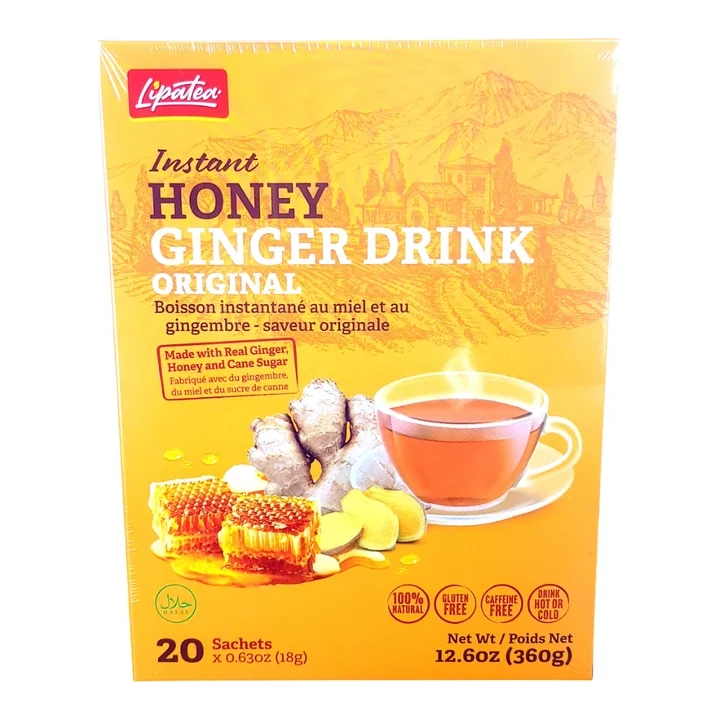 Lipatea
Instant
HONEY
GINGER DRINK
ORIGINAL
Boisson instantané au miel et au
gingembre - saveur originale
Made with Real Ginger,
Honey and Cane Sugar
Fabriqué avec du gingembre,
du miel et du sucre de canne
حلال
HALAL
100%
NATURAL
GLUTEN
FREE
CAFFEINE
FREE
DRINK
HOT OR
COLD
20 Sachets
x 0.63oz (18g)
Net Wt / Poids Net
12.6oz (360g)